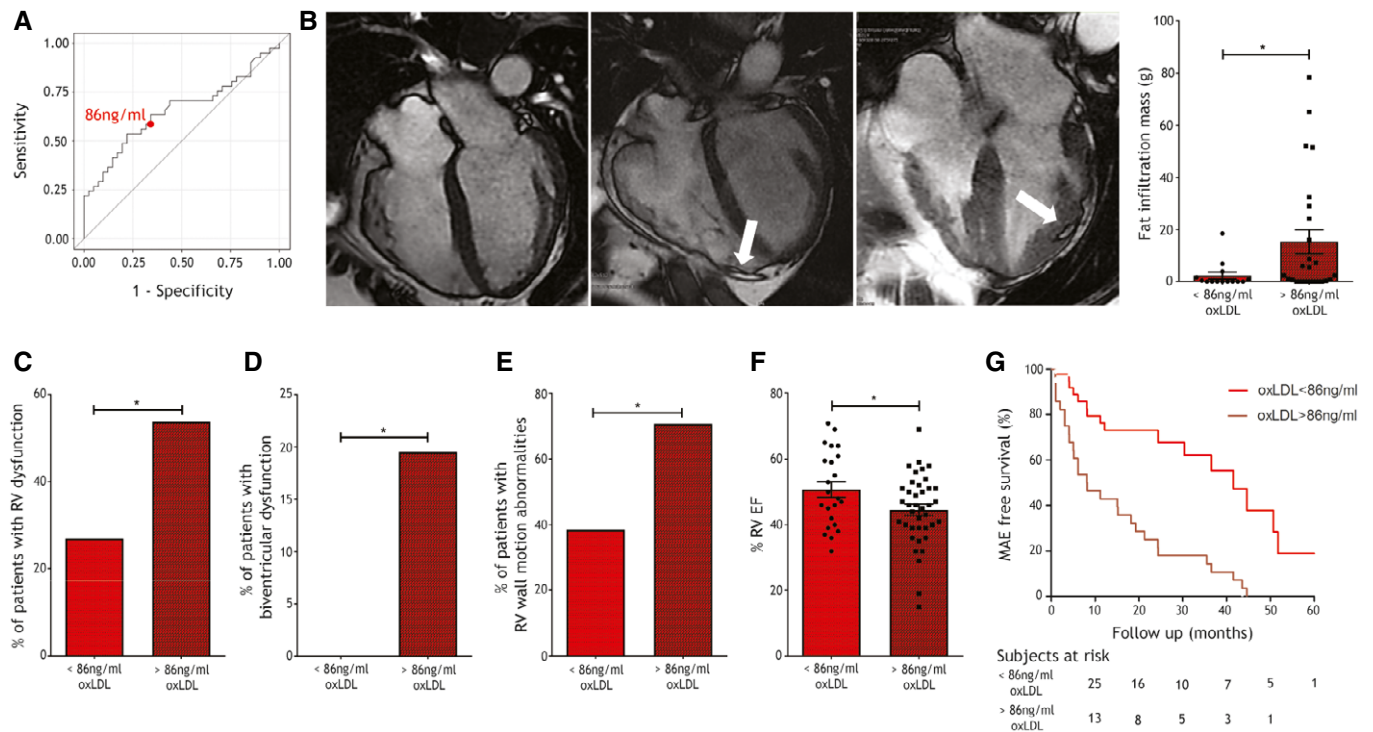 A
1.00
0.75
0.50
0.25
0.00
Sensitivity
86ng/ml
0.00 0.25 0.50 0.75 1.00
1 - Specificity
B
100
80
60
40
20
0
Fat infiltration mass (g)
*
< 86ng/ml
oxLDL
> 86ng/ml
oxLDL
C
60
40
20
0
% of patients with RV dysfunction
*
< 86ng/ml
oxLDL
> 86ng/ml
oxLDL
D
25
20
15
10
5
0
% of patients with
biventricular dysfunction
*
< 86ng/ml
oxLDL
> 86ng/ml
oxLDL
E
80
60
40
20
0
% of patients with
RV wall motion abnormalities
*
< 86ng/ml
oxLDL
> 86ng/ml
oxLDL
F
80
60
40
20
0
% RV EF
*
< 86ng/ml
oxLDL
> 86ng/ml
oxLDL
G
100
80
60
40
20
0
MAE free survival (%)
oxLDL<86ng/ml
oxLDL>86ng/ml
0 10 20 30 40 50 60
Follow up (months)
Subjects at risk
< 86ng/ml
oxLDL
25 16 10 7 5 1
> 86ng/ml
oxLDL
13 8 5 3 1